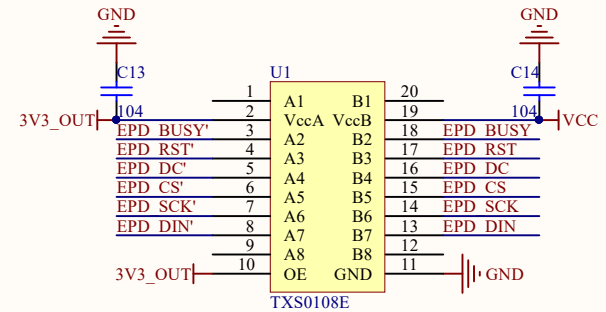 GND GND
C13 U1 C14
1 A1 B1 20
104 104
3V3_OUT 2 VccA VccB 19 VCC
EPD_BUSY' 3 A2 B2 18 EPD_BUSY
EPD_RST' 4 A3 B3 17 EPD_RST
EPD_DC' 5 A4 B4 16 EPD_DC
EPD_CS' 6 A5 B5 15 EPD_CS
EPD_SCK' 7 A6 B6 14 EPD_SCK
EPD_DIN' 8 A7 B7 13 EPD_DIN
9 A8 B8 12
3V3_OUT 10 OE GND 11 GND
TXS0108E